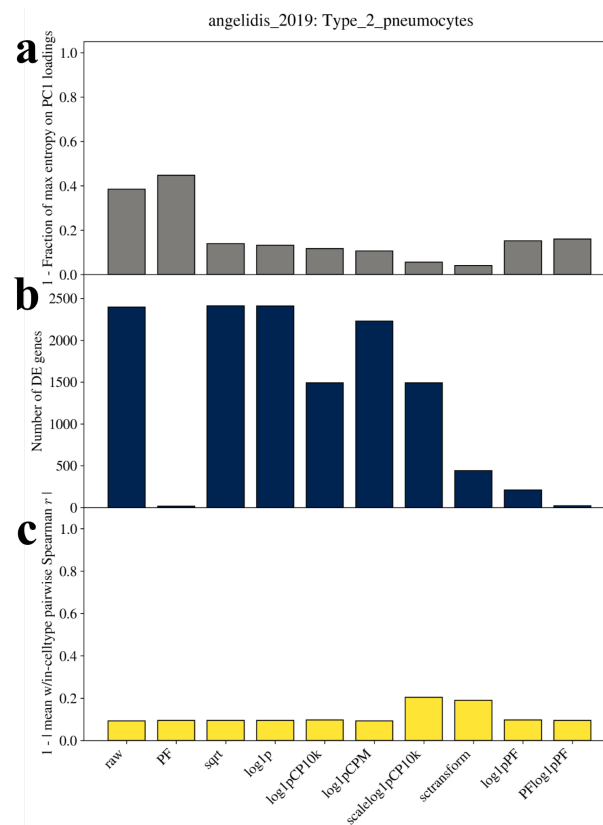 angelidis_2019: Type_2_pneumocytes
a
1 - Fraction of max entropy on PC1 loadings
1.0
0.8
0.6
0.4
0.2
0.0
b
Number of DE genes
2500
2000
1500
1000
500
0
c
1 - | mean w/in-celltype pairwise Spearman r |
1.0
0.8
0.6
0.4
0.2
0.0
raw
PF
sqrt
log1p
log1pCP10k
log1pCPM
scalelog1pCP10k
sctransform
log1pPF
PFlog1pPF